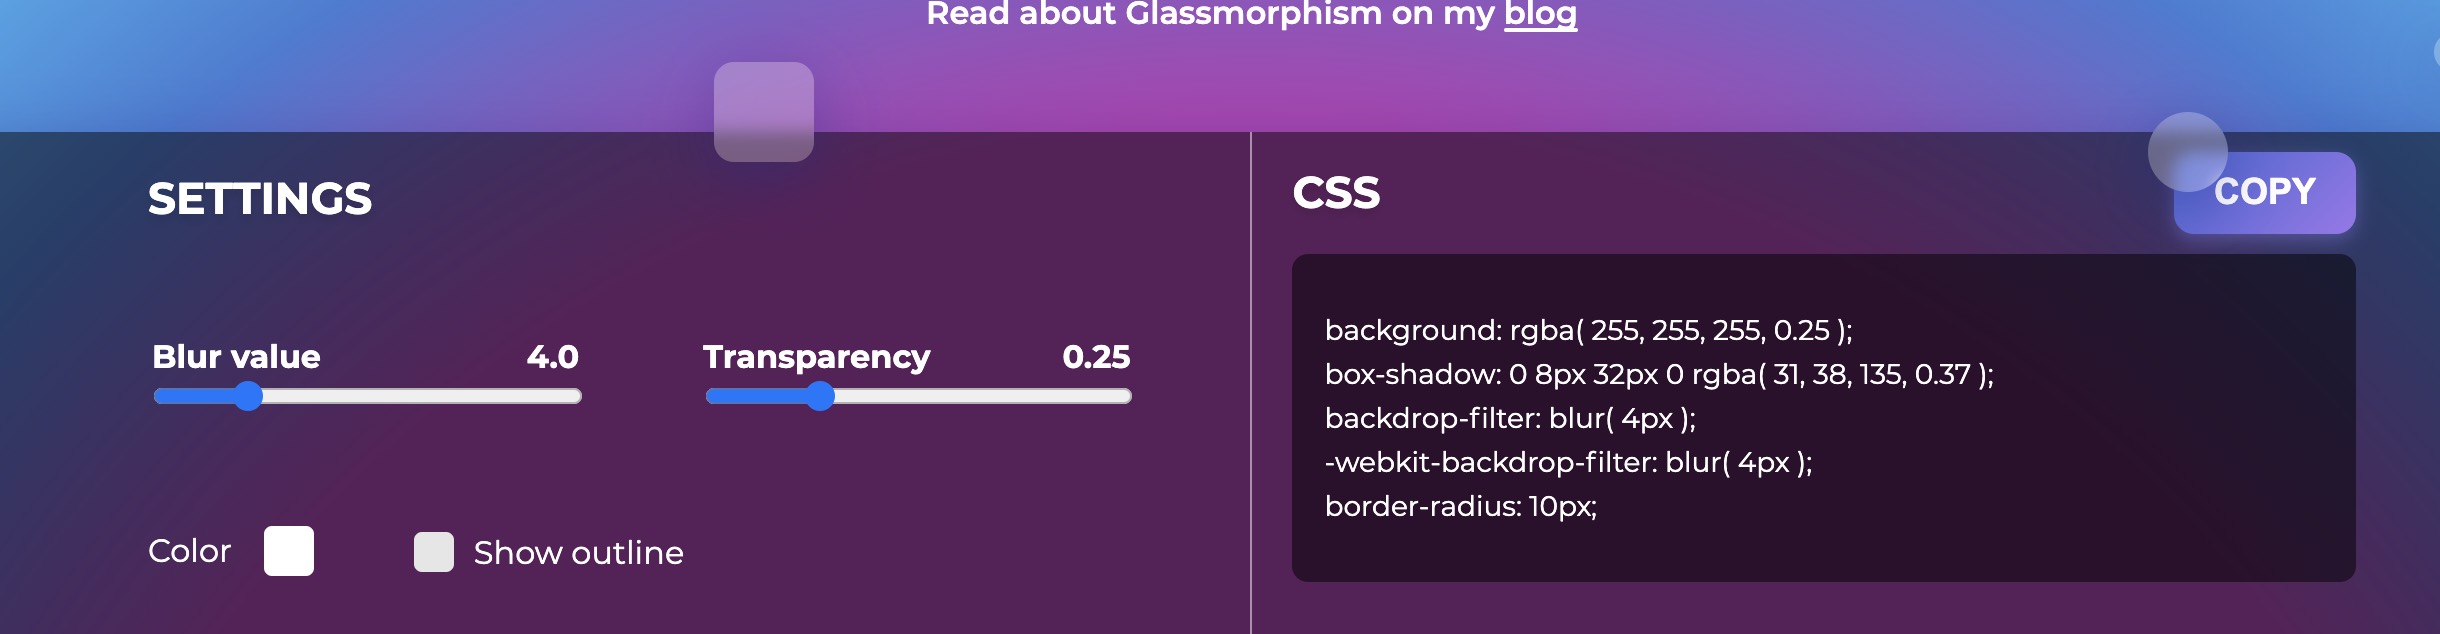 Read about Glassmorphism on my blog
SETTINGS
Blur value 4.0
Transparency 0.25
Color
Show outline
CSS
COPY
background: rgba( 255, 255, 255, 0.25 );
box-shadow: 0 8px 32px 0 rgba( 31, 38, 135, 0.37 );
backdrop-filter: blur( 4px );
-webkit-backdrop-filter: blur( 4px );
border-radius: 10px;